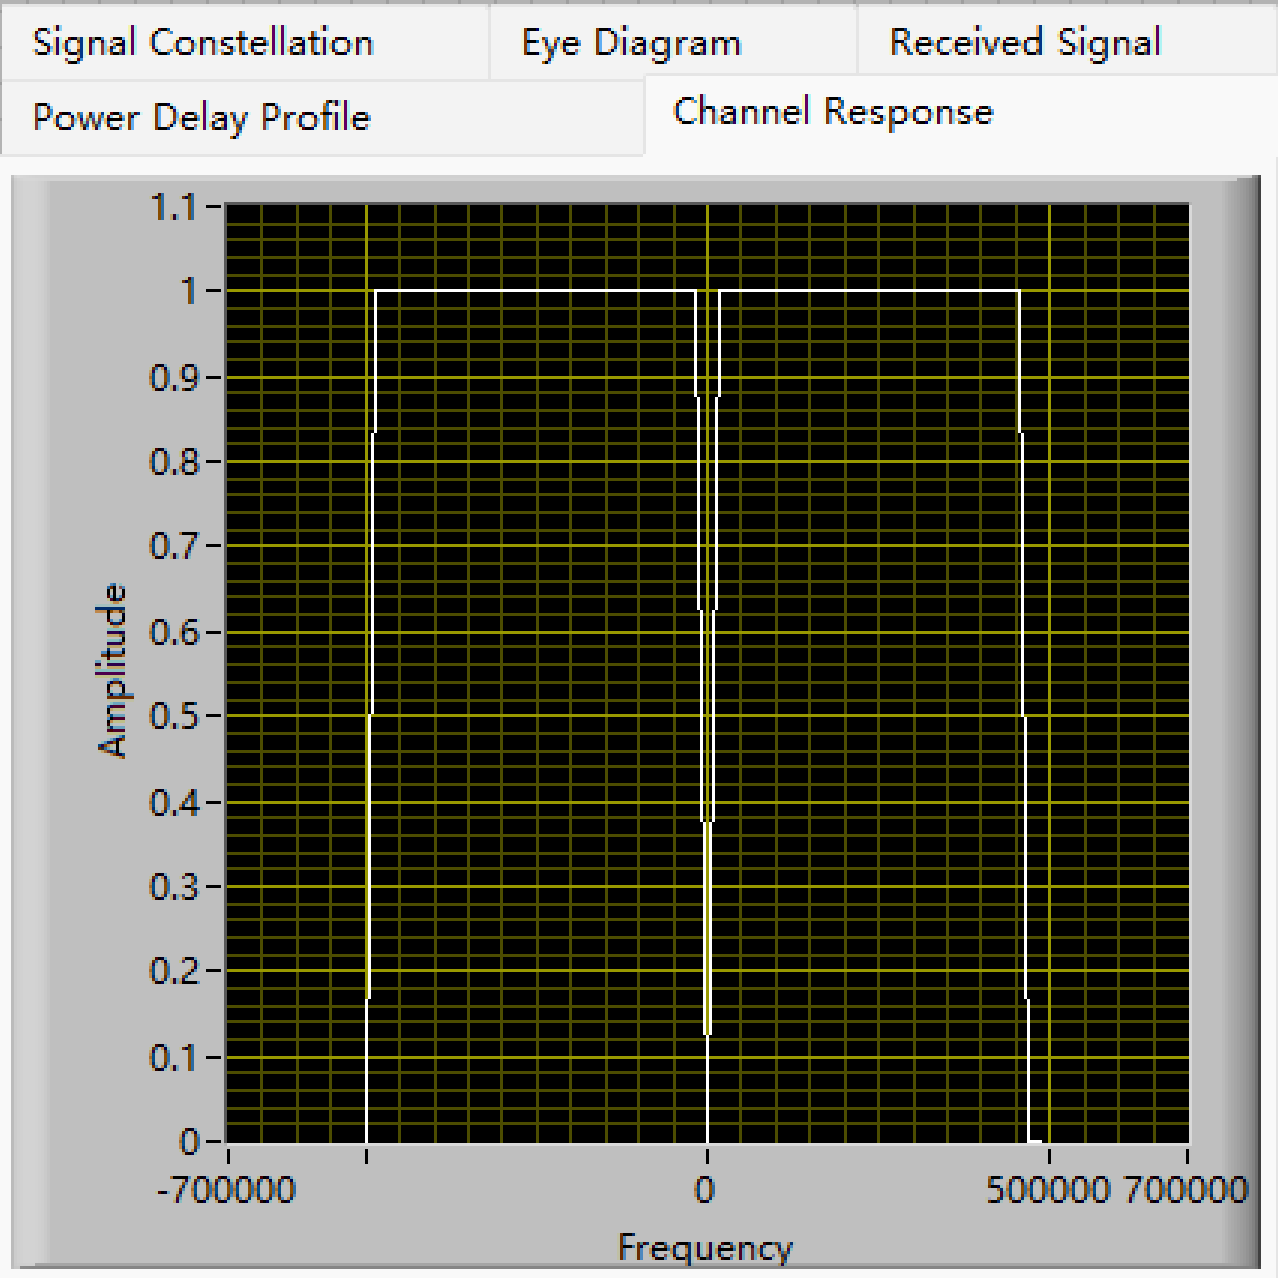 Signal Constellation
Eye Diagram
Received Signal
Power Delay Profile
Channel Response
1.1
1
0.9
0.8
0.7
0.6
0.5
0.4
0.3
0.2
0.1
0
Amplitude
-700000
0
500000
700000
Frequency